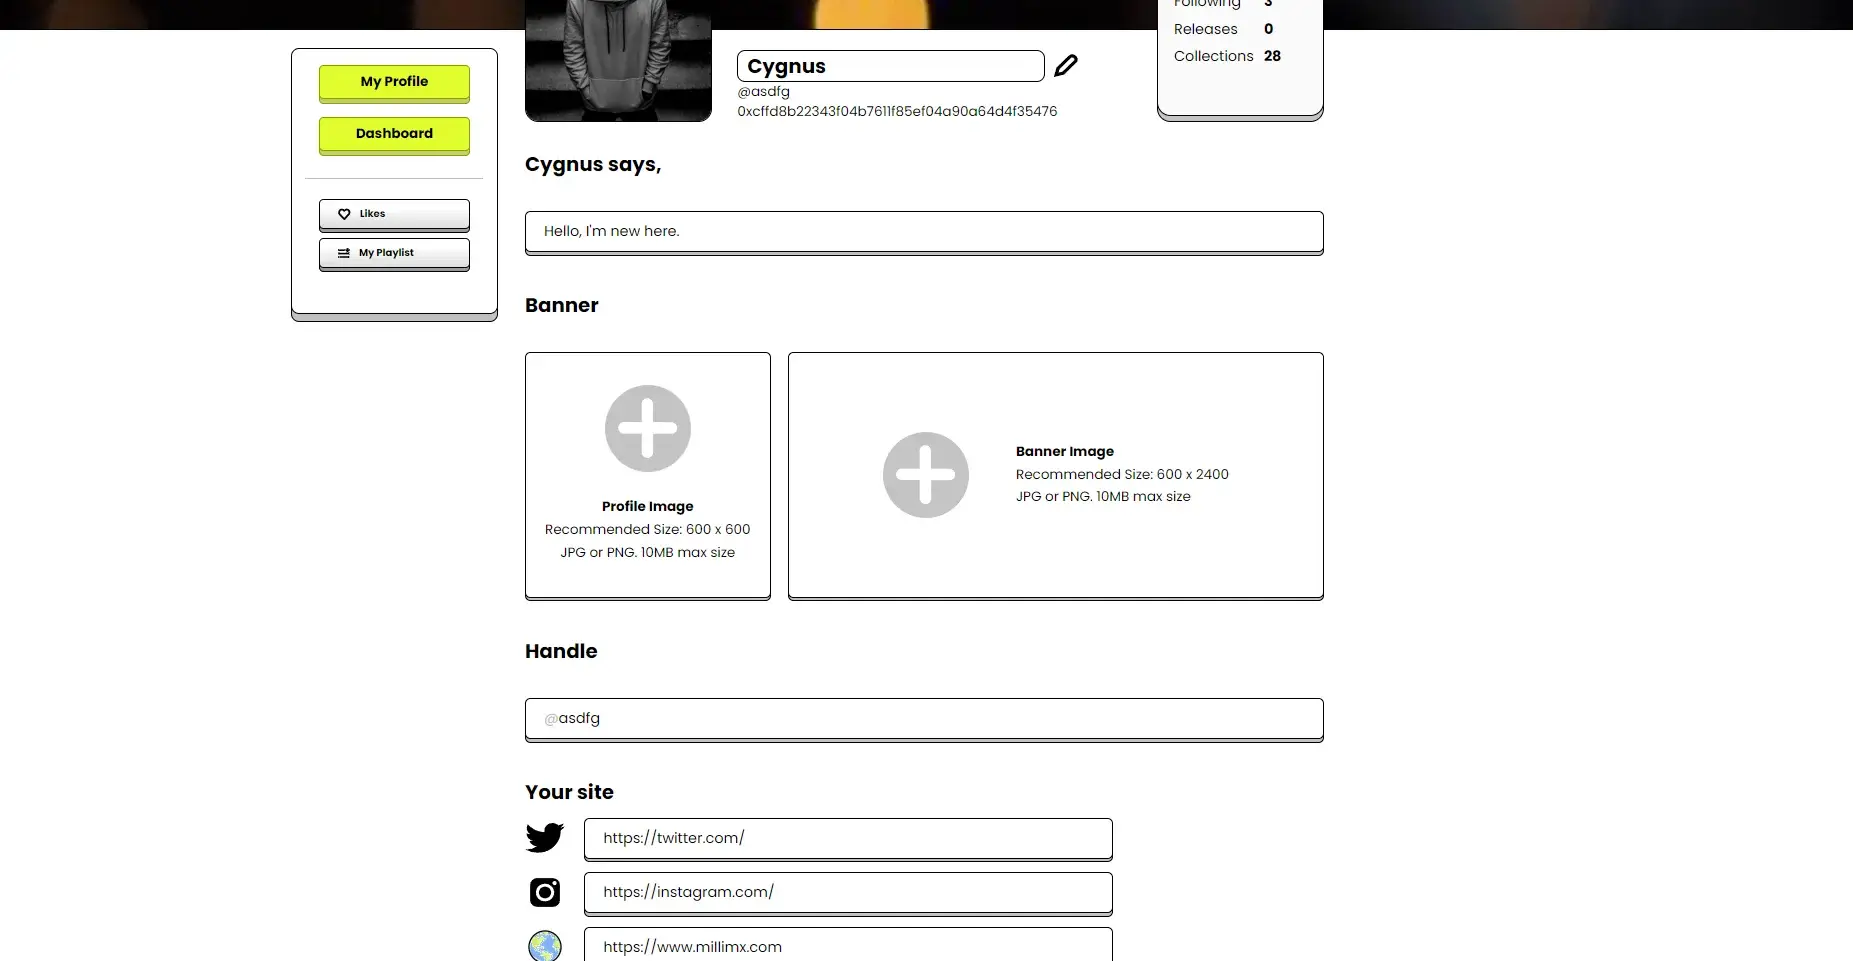 Following 3
Releases 0
Collections 28
My Profile
Dashboard
Likes
My Playlist
Cygnus
@asdfg
0xcffd8b22343f04b7611f85ef04a90a64d4f35476
Cygnus says,
Hello, I'm new here.
Banner
Profile Image
Recommended Size: 600 x 600
JPG or PNG. 10MB max size
Banner Image
Recommended Size: 600 x 2400
JPG or PNG. 10MB max size
Handle
@asdfg
Your site
https://twitter.com/
https://instagram.com/
https://www.millimx.com